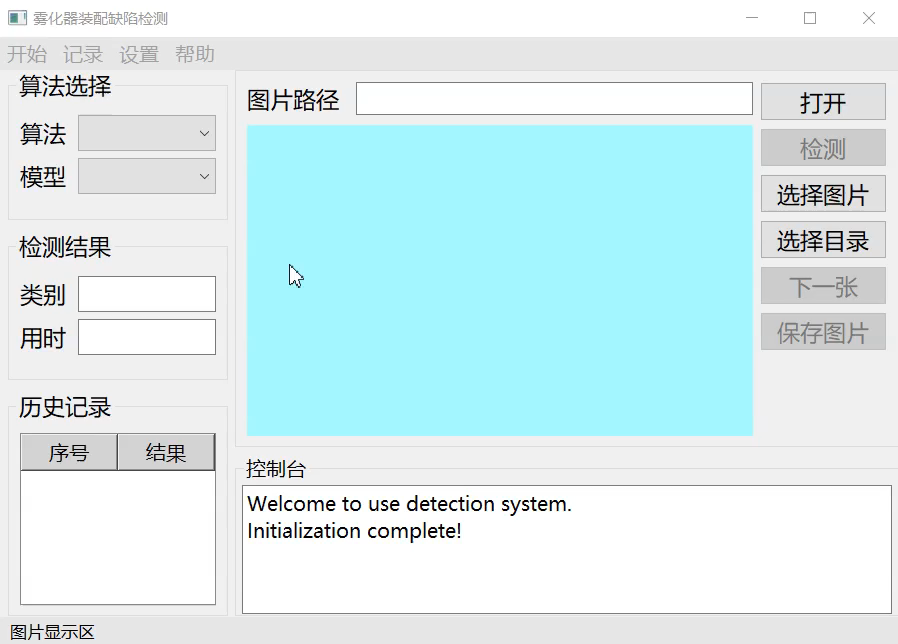 雾化器装配缺陷检测
开始 记录 设置 帮助
算法选择
算法
模型
检测结果
类别
用时
历史记录
序号 结果
图片路径
打开
检测
选择图片
选择目录
下一张
保存图片
控制台
Welcome to use detection system.
Initialization complete!
图片显示区